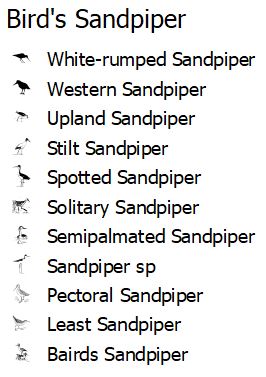 Bird's Sandpiper
White-rumped Sandpiper
Western Sandpiper
Upland Sandpiper
Stilt Sandpiper
Spotted Sandpiper
Solitary Sandpiper
Semipalmated Sandpiper
Sandpiper sp
Pectoral Sandpiper
Least Sandpiper
Bairds Sandpiper